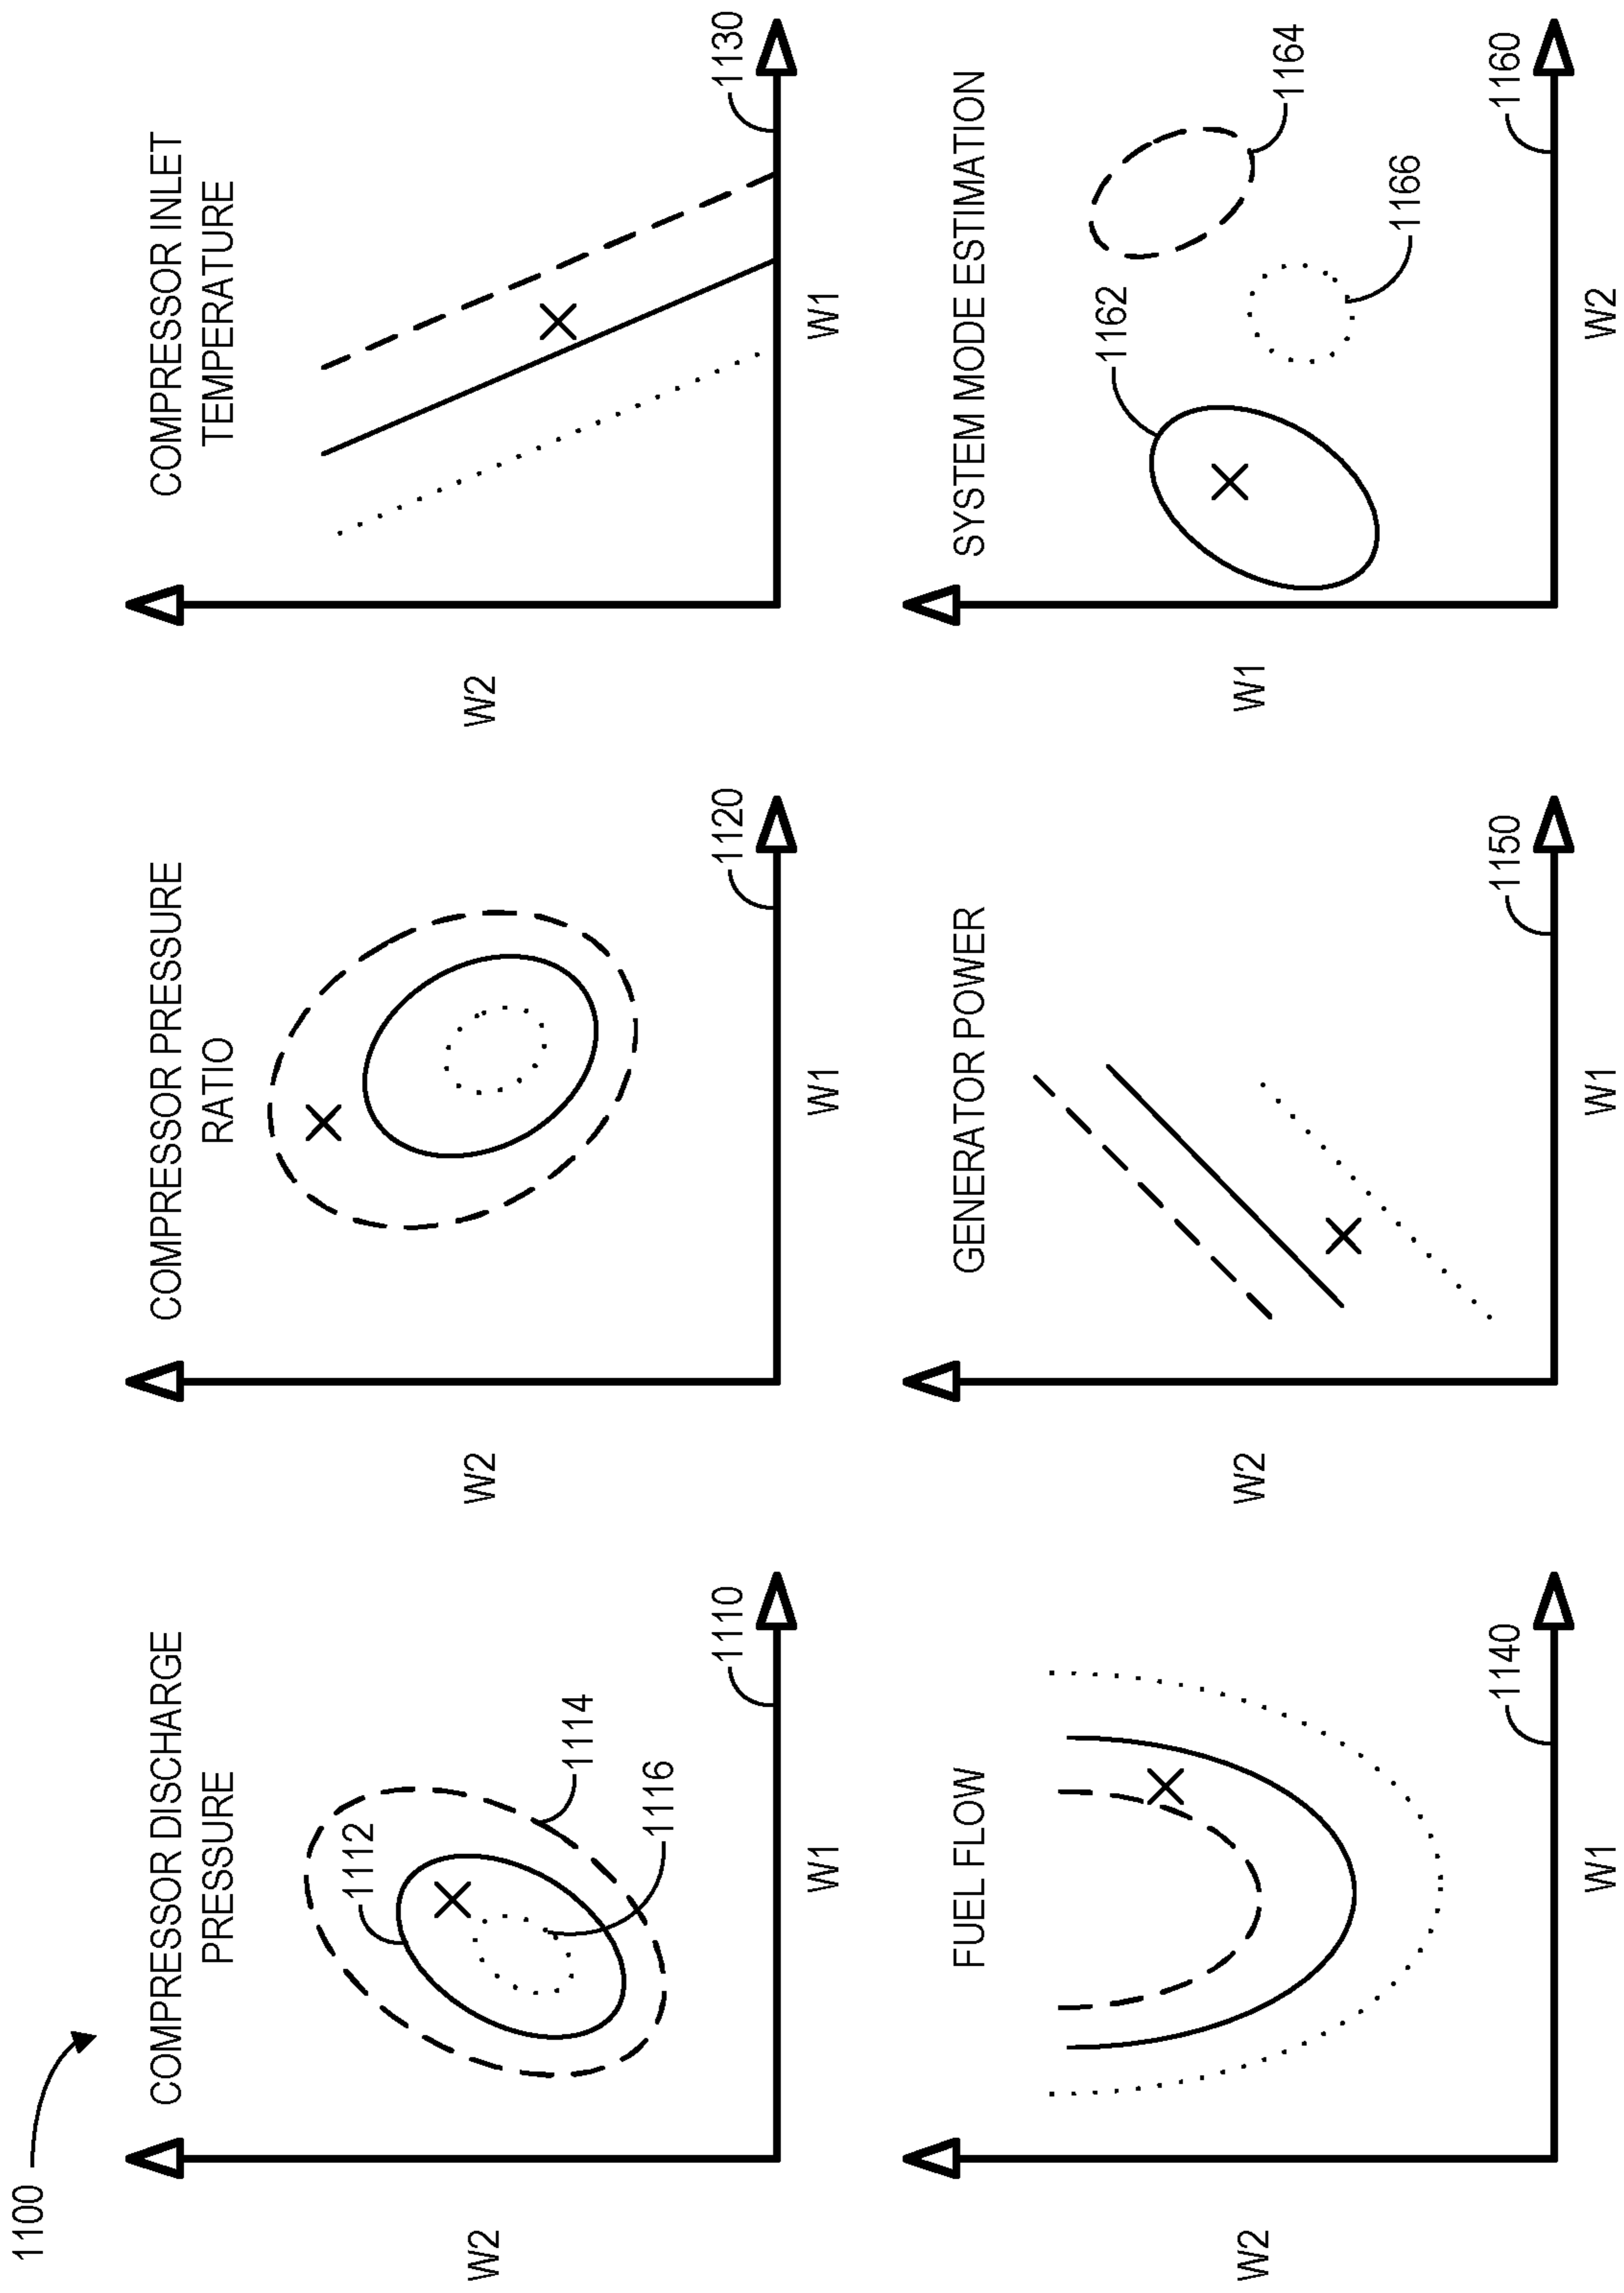 1100
COMPRESSOR DISCHARGE
PRESSURE
1112
1114
1116
1110
W2
W1
COMPRESSOR PRESSURE
RATIO
1120
W2
W1
COMPRESSOR INLET
TEMPERATURE
1130
W2
W1
FUEL FLOW
1140
W2
W1
GENERATOR POWER
1150
W2
W1
SYSTEM MODE ESTIMATION
1162
1164
1166
1160
W1
W2